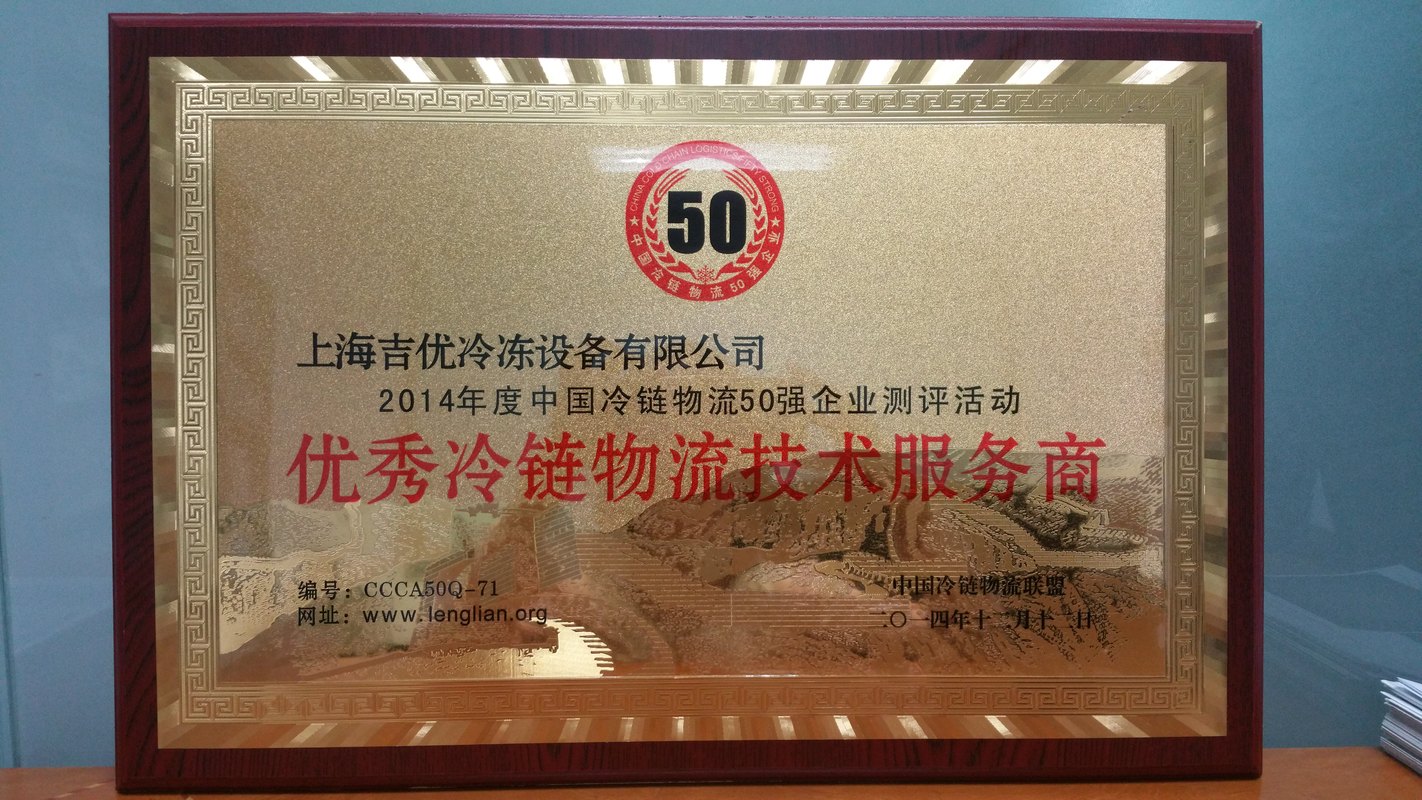 CHINA COLD CHAIN LOGISTICS FIFTY STRONG
50
中国冷链物流50强企业
上海吉优冷冻设备有限公司
2014年度中国冷链物流50强企业测评活动
优秀冷链物流技术服务商
编号：CCCA50Q-71
网址：www.lenglian.org
中国冷链物流联盟
二〇一四年十二月十一日